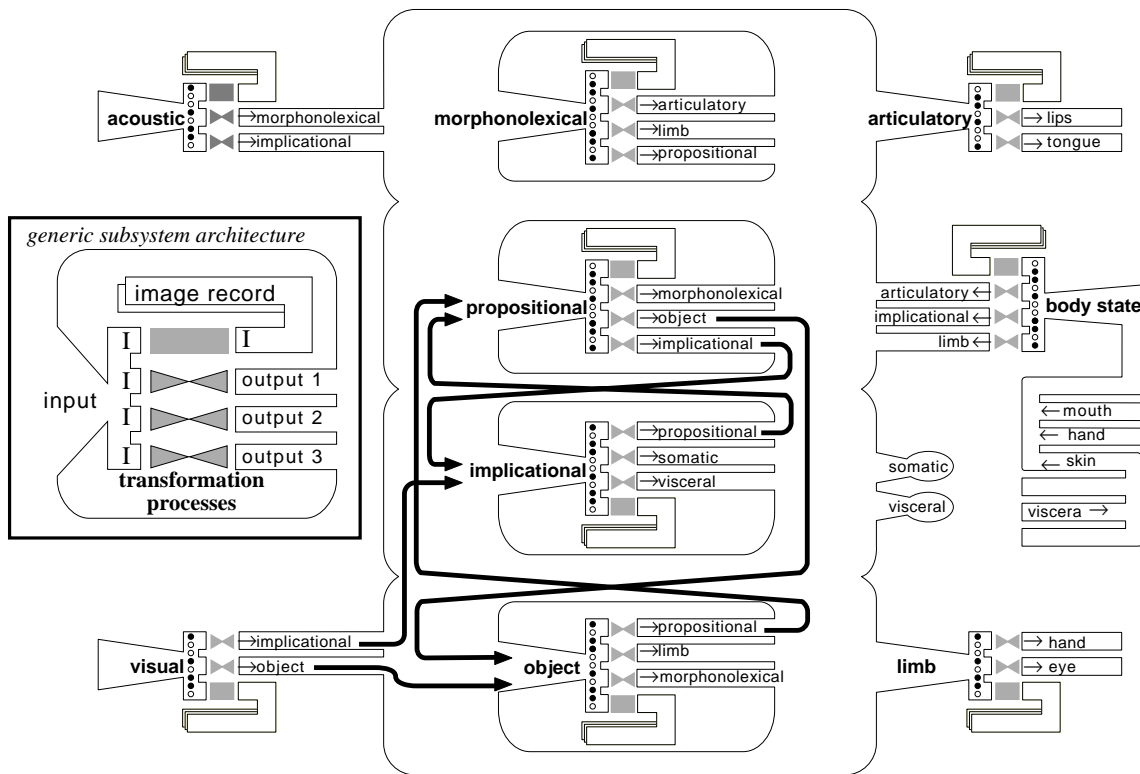 acoustic
→morphonolexical
→implicational
morphonolexical
→articulatory
→limb
→propositional
articulatory
→ lips
→ tongue
generic subsystem architecture
image record
I
I
I
I
I
input
output 1
output 2
output 3
transformation
processes
propositional
→morphonolexical
→object
→implicational
articulatory←
implicational←
limb←
body state
←mouth
←hand
←skin
viscera →
implicational
→propositional
→somatic
→visceral
somatic
visceral
visual
→implicational
→object
object
→propositional
→limb
→morphonolexical
limb
→ hand
→ eye